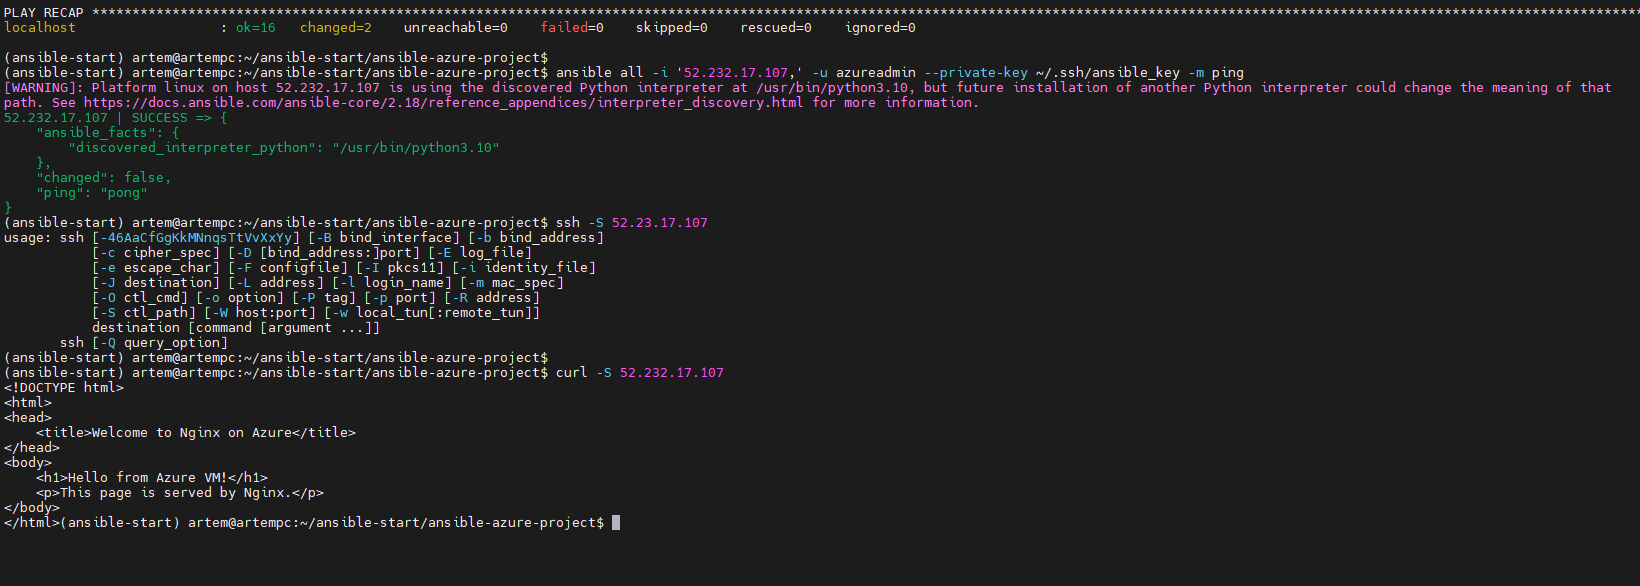 PLAY RECAP *************************************************************************************************************************************************************************************************
localhost                  : ok=16   changed=2    unreachable=0    failed=0    skipped=0    rescued=0    ignored=0
(ansible-start) artem@artempc:~/ansible-start/ansible-azure-project$
(ansible-start) artem@artempc:~/ansible-start/ansible-azure-project$ ansible all -i '52.232.17.107,' -u azureadmin --private-key ~/.ssh/ansible_key -m ping
[WARNING]: Platform linux on host 52.232.17.107 is using the discovered Python interpreter at /usr/bin/python3.10, but future installation of another Python interpreter could change the meaning of that
path. See https://docs.ansible.com/ansible-core/2.18/reference_appendices/interpreter_discovery.html for more information.
52.232.17.107 | SUCCESS => {
    "ansible_facts": {
        "discovered_interpreter_python": "/usr/bin/python3.10"
    },
    "changed": false,
    "ping": "pong"
}
(ansible-start) artem@artempc:~/ansible-start/ansible-azure-project$ ssh -S 52.23.17.107
usage: ssh [-46AaCfGgKkMNnqsTtVvXxYy] [-B bind_interface] [-b bind_address]
           [-c cipher_spec] [-D [bind_address:]port] [-E log_file]
           [-e escape_char] [-F configfile] [-I pkcs11] [-i identity_file]
           [-J destination] [-L address] [-l login_name] [-m mac_spec]
           [-O ctl_cmd] [-o option] [-P tag] [-p port] [-R address]
           [-S ctl_path] [-W host:port] [-w local_tun[:remote_tun]]
           destination [command [argument ...]]
       ssh [-Q query_option]
(ansible-start) artem@artempc:~/ansible-start/ansible-azure-project$
(ansible-start) artem@artempc:~/ansible-start/ansible-azure-project$ curl -S 52.232.17.107
<!DOCTYPE html>
<html>
<head>
    <title>Welcome to Nginx on Azure</title>
</head>
<body>
    <h1>Hello from Azure VM!</h1>
    <p>This page is served by Nginx.</p>
</body>
</html>(ansible-start) artem@artempc:~/ansible-start/ansible-azure-project$